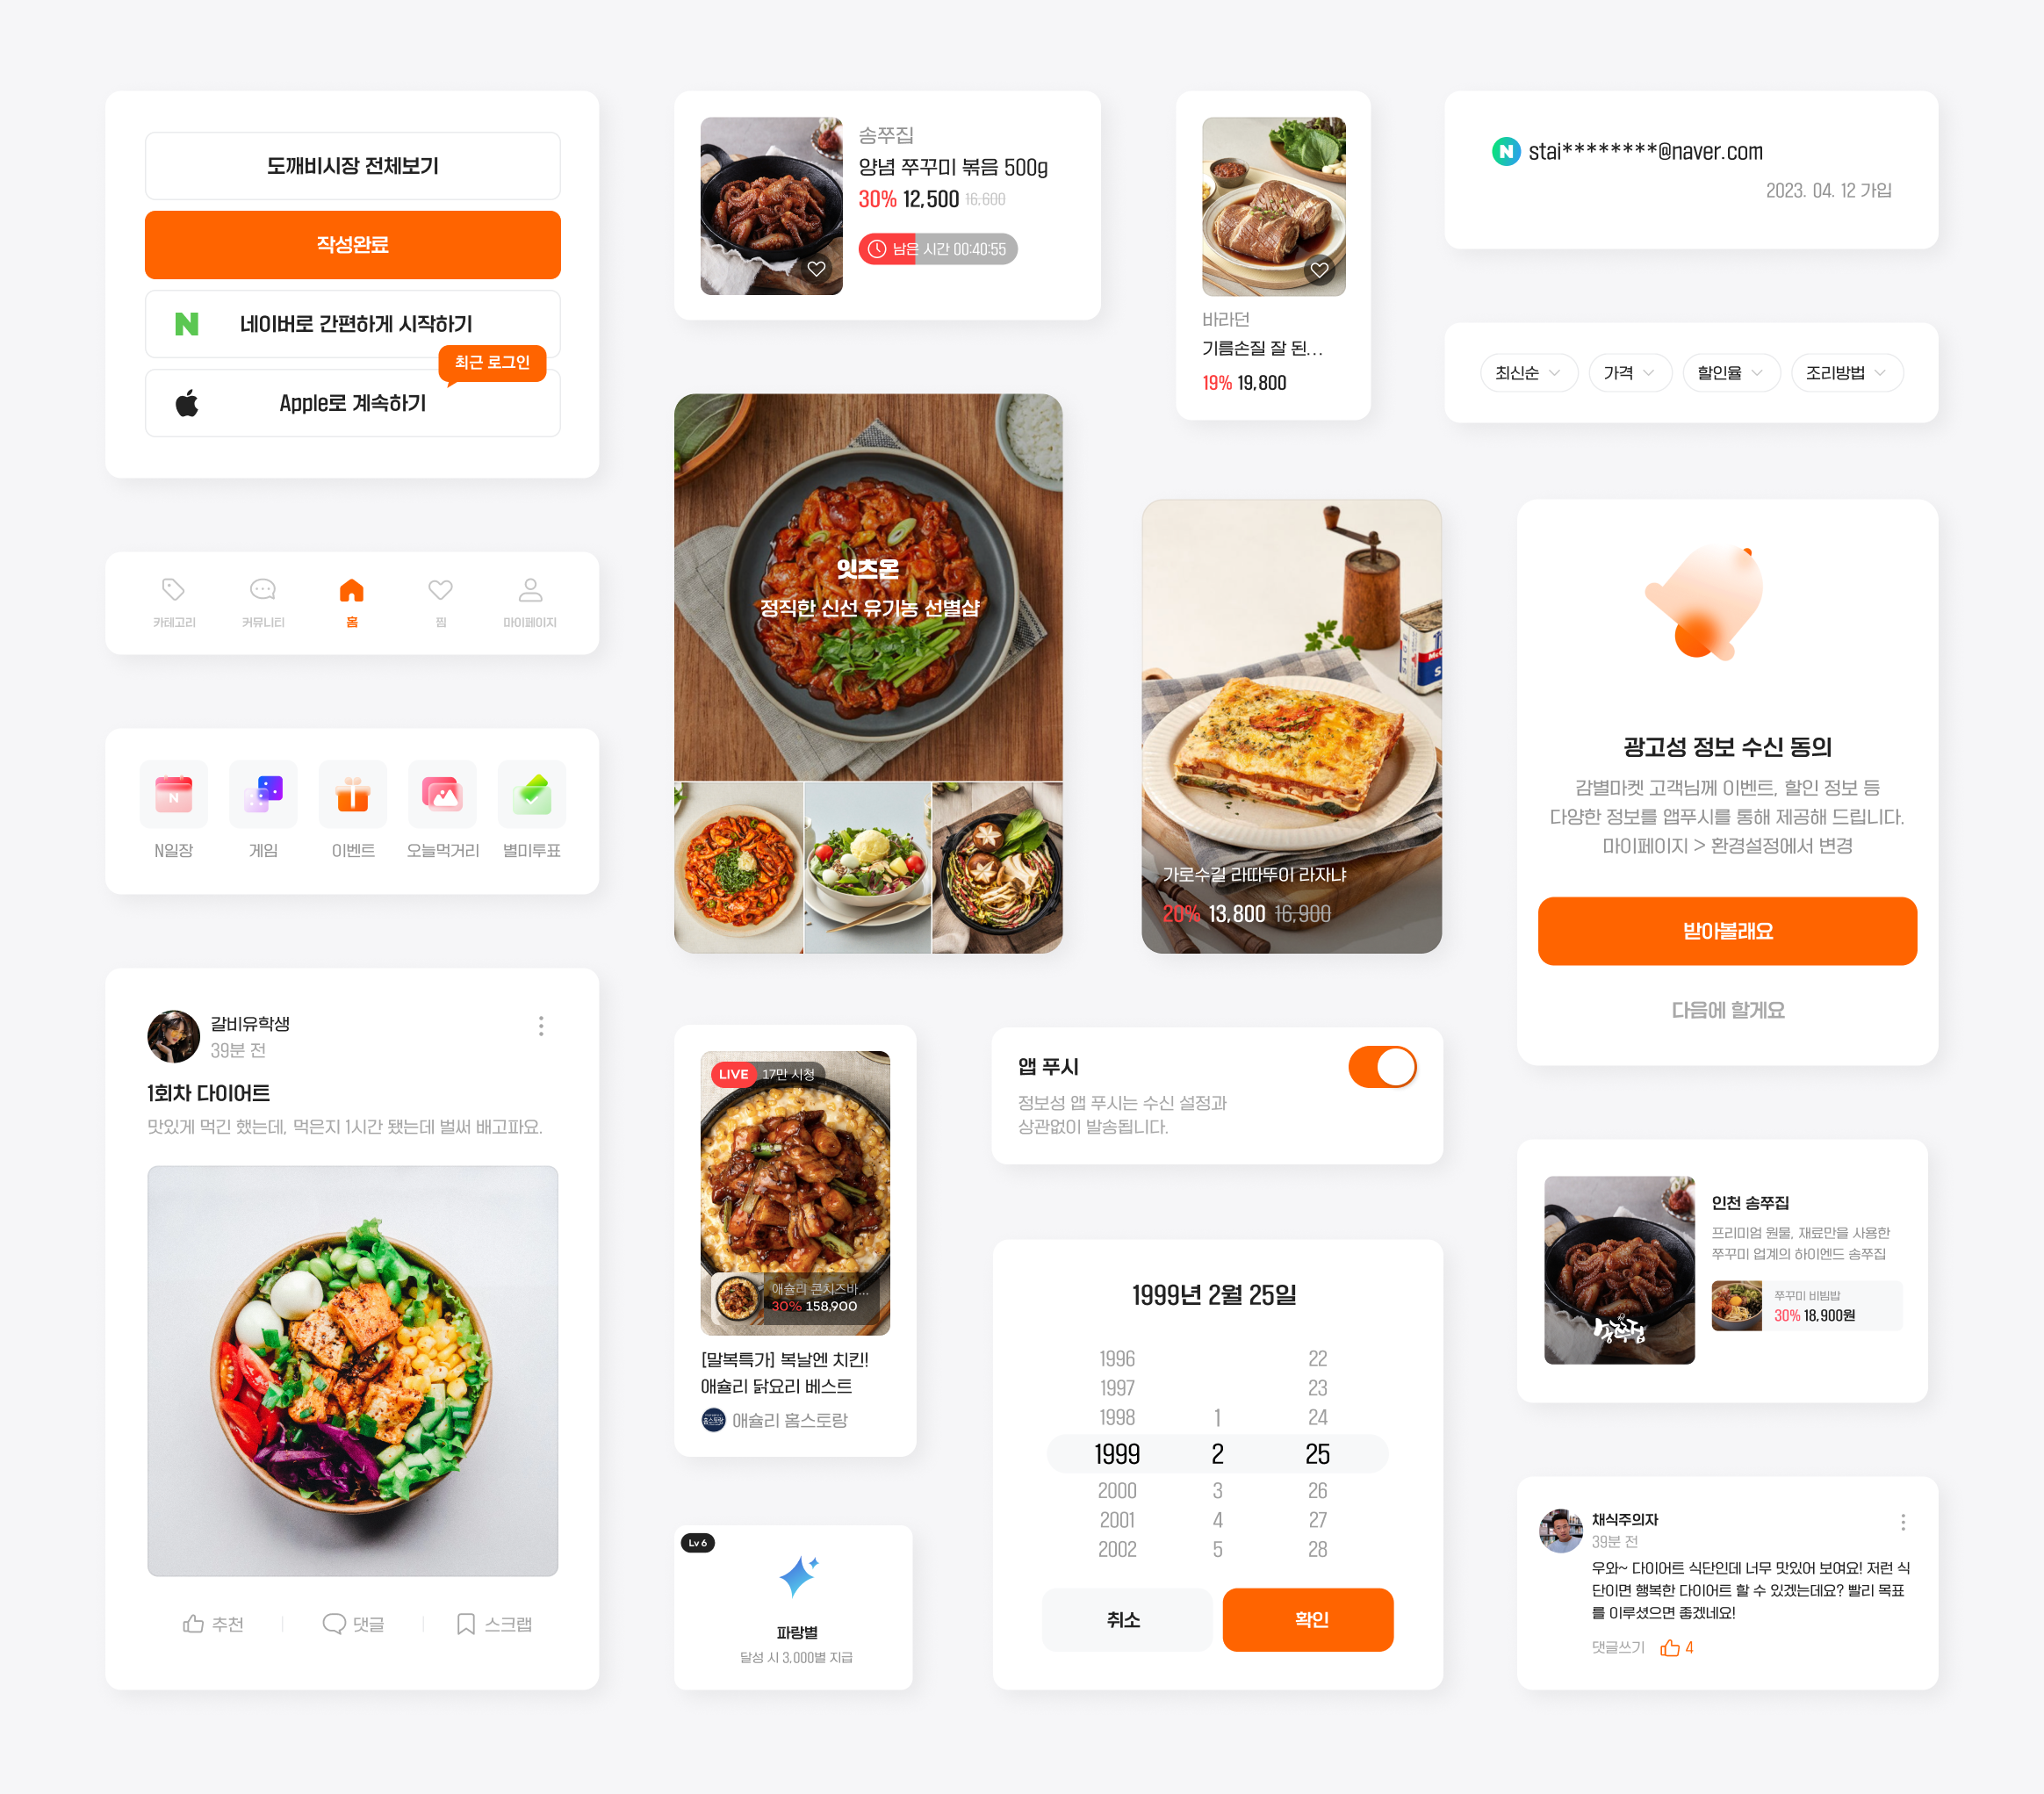 도깨비시장 전체보기
작성완료
네이버로 간편하게 시작하기
최근 로그인
Apple로 계속하기
카테고리
커뮤니티
홈
찜
마이페이지
N
N일장
게임
이벤트
오늘먹거리
별미투표
갈비유학생
39분 전
1회차 다이어트
맛있게 먹긴 했는데, 먹은지 1시간 됐는데 벌써 배고파요.
추천
댓글
스크랩
송쭈집
양념 쭈꾸미 볶음 500g
30% 12,500 16,600
남은 시간 00:40:55
잇츠온
정직한 신선 유기농 선별샵
LIVE 17만 시청
애슐리 콘치즈바...
30% 158,900
[말복특가] 복날엔 치킨!
애슐리 닭요리 베스트
애슐리 홈스토랑
Lv 6
파랑별
달성 시 3,000별 지급
바라던
기름손질 잘 된...
19% 19,800
가로수길 라따뚜이 라자냐
20% 13,800 16,900
앱 푸시
정보성 앱 푸시는 수신 설정과
상관없이 발송됩니다.
1999년 2월 25일
1996 22
1997 23
1998 1 24
1999 2 25
2000 3 26
2001 4 27
2002 5 28
취소
확인
N stai********@naver.com
2023. 04. 12 가입
최신순
가격
할인율
조리방법
광고성 정보 수신 동의
감별마켓 고객님께 이벤트, 할인 정보 등
다양한 정보를 앱푸시를 통해 제공해 드립니다.
마이페이지 > 환경설정에서 변경
받아볼래요
다음에 할게요
송쭈집
인천 송쭈집
프리미엄 원물, 재료만을 사용한
쭈꾸미 업계의 하이엔드 송쭈집
쭈꾸미 비빔밥
30% 18,900원
채식주의자
39분 전
우와~ 다이어트 식단인데 너무 맛있어 보여요! 저런 식
단이면 행복한 다이어트 할 수 있겠는데요? 빨리 목표
를 이루셨으면 좋겠네요!
댓글쓰기
4